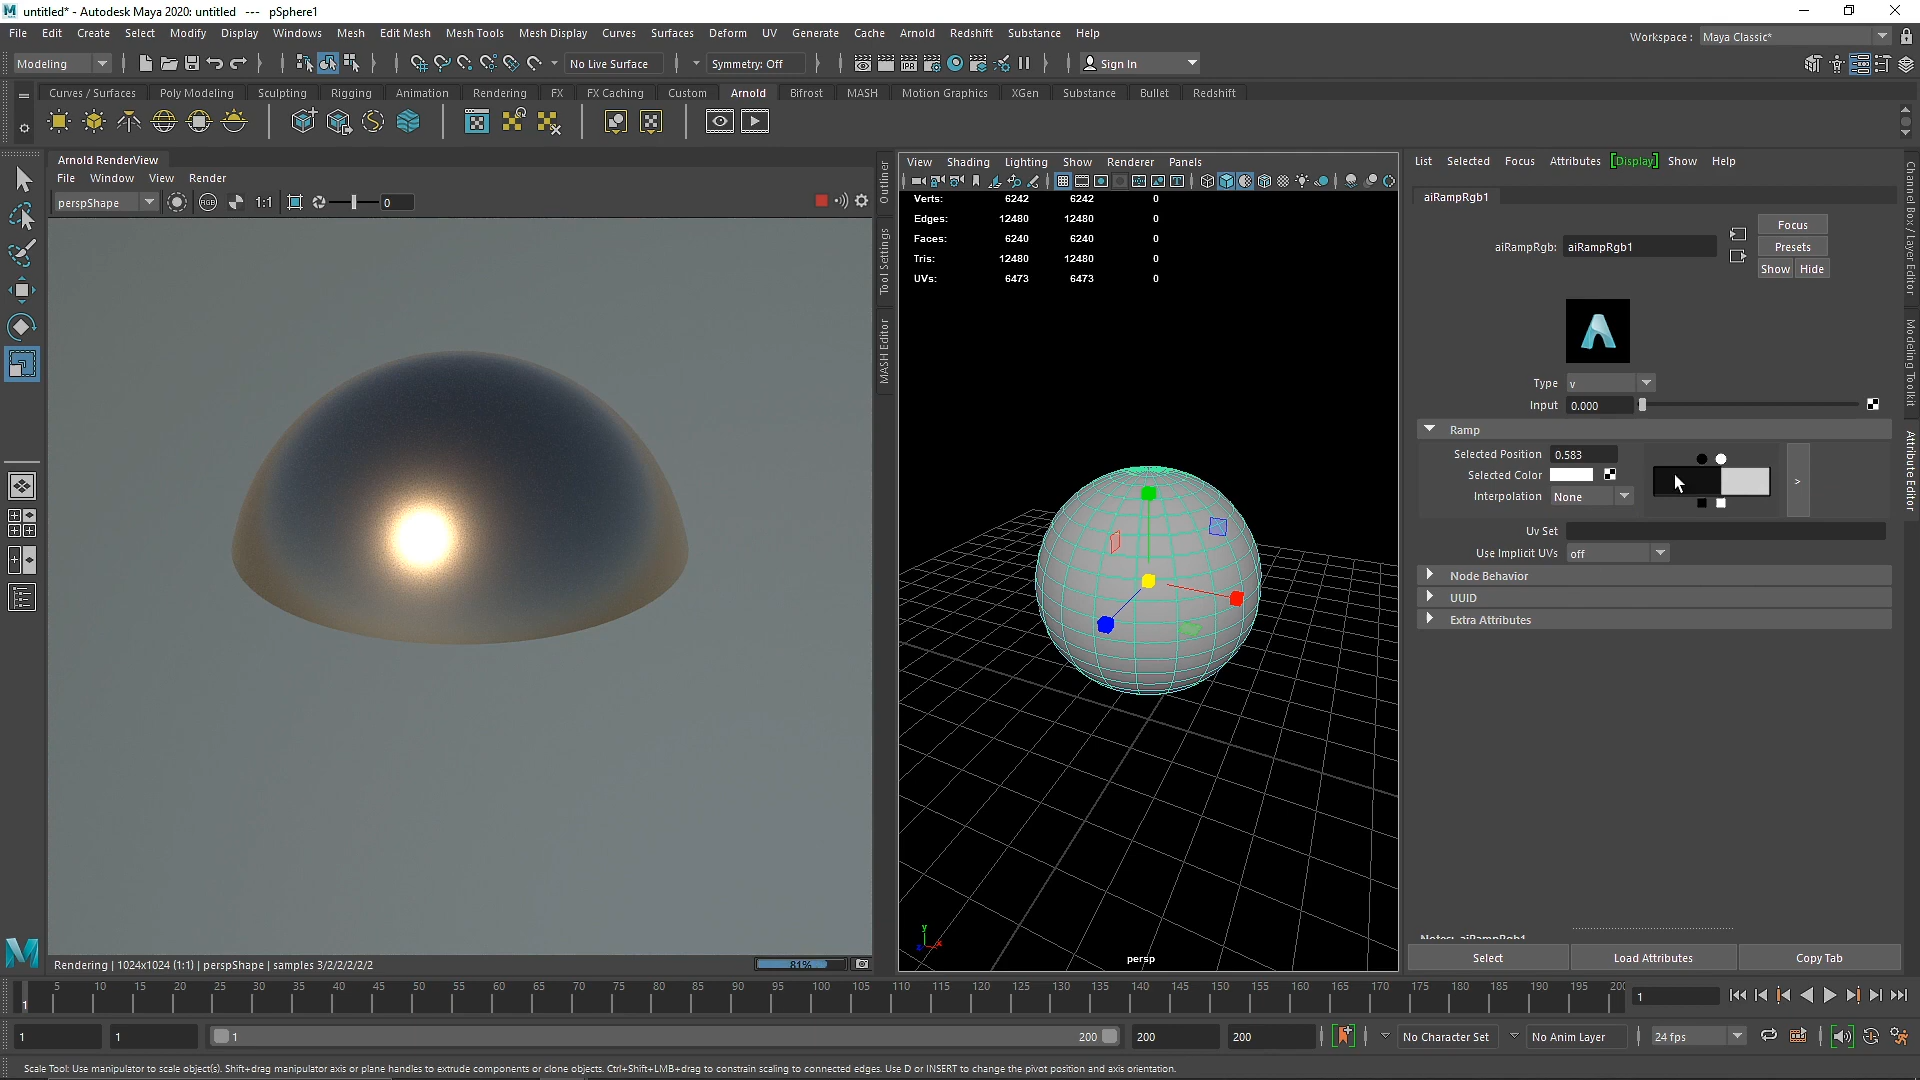 untitled* - Autodesk Maya 2020: untitled --- pSphere1
File Edit Create Select Modify Display Windows Mesh Edit Mesh Mesh Tools Mesh Display Curves Surfaces Deform UV Generate Cache Arnold Redshift Substance Help
Workspace : Maya Classic*
Modeling No Live Surface Symmetry: Off Sign In
Curves / Surfaces Poly Modeling Sculpting Rigging Animation Rendering FX FX Caching Custom Arnold Bifrost MASH Motion Graphics XGen Substance Bullet Redshift
Arnold RenderView
File Window View Render
perspShape RGB 1:1 0
Outliner
Tool Settings
MASH Editor
View Shading Lighting Show Renderer Panels
Verts: 6242 6242 0
Edges: 12480 12480 0
Faces: 6240 6240 0
Tris: 12480 12480 0
UVs: 6473 6473 0
persp
List Selected Focus Attributes [Display] Show Help
aiRampRgb1
Focus
aiRampRgb: aiRampRgb1
Presets
Show Hide
Type v
Input 0.000
Ramp
Selected Position 0.583
Selected Color
Interpolation None
>
Uv Set
Use Implicit UVs off
Node Behavior
UUID
Extra Attributes
Notes: aiRampRgb1
Select Load Attributes Copy Tab
Channel Box / Layer Editor
Modeling Toolkit
Attribute Editor
Rendering | 1024x1024 (1:1) | perspShape | samples 3/2/2/2/2/2
81%
1 5 10 15 20 25 30 35 40 45 50 55 60 65 70 75 80 85 90 95 100 105 110 115 120 125 130 135 140 145 150 155 160 165 170 175 180 185 190 195 200
1
1 1 1 200 200 200 No Character Set No Anim Layer 24 fps
Scale Tool: Use manipulator to scale object(s). Shift+drag manipulator axis or plane handles to extrude components or clone objects. Ctrl+Shift+LMB+drag to constrain scaling to connected edges. Use D or INSERT to change the pivot position and axis orientation.